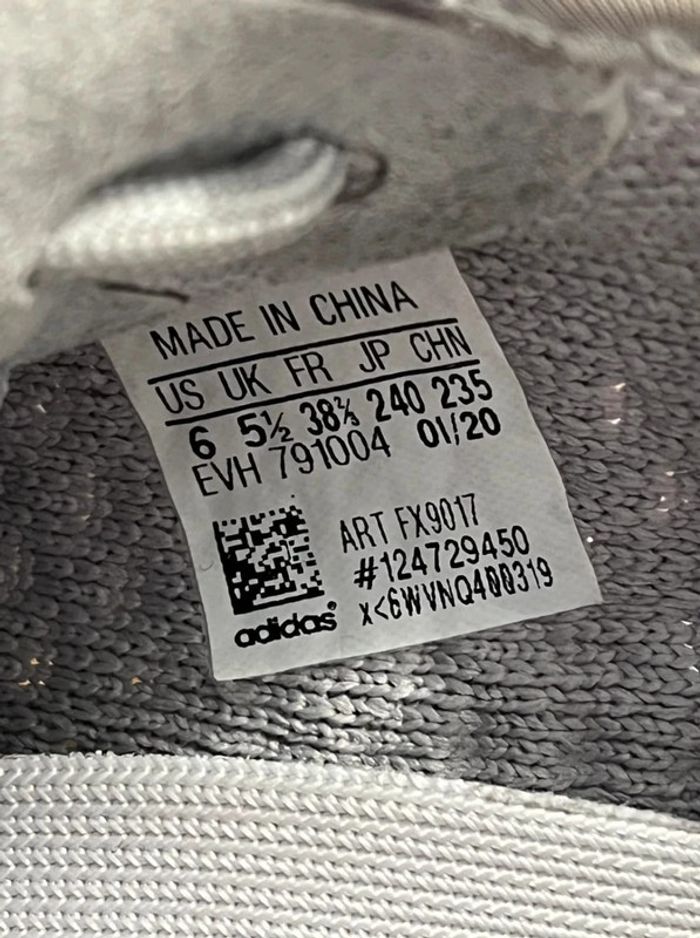 MADE IN CHINA
US UK FR JP CHN
6 5½ 38⅔ 240 235
EVH 791004 01/20
ART FX9017
#124729450
x<6WVNQ400319
adidas®